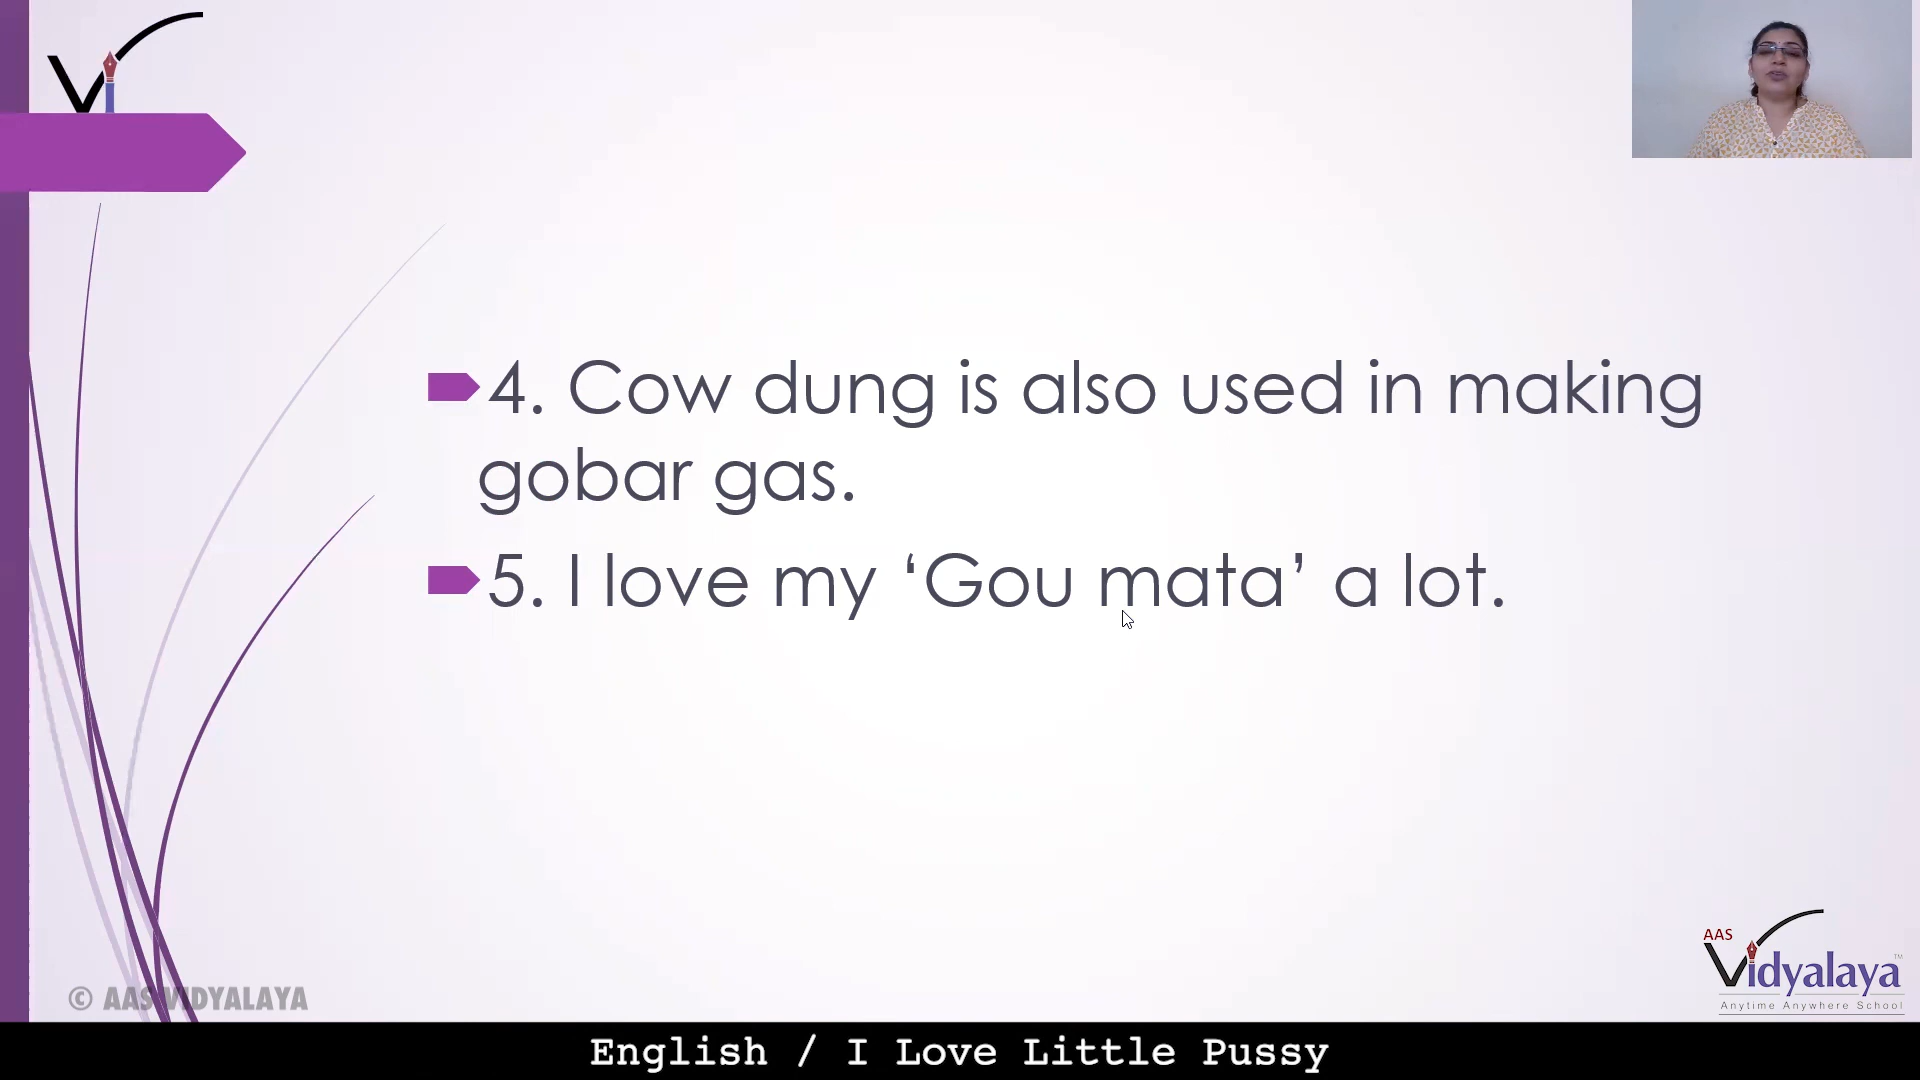 4. Cow dung is also used in making
gobar gas.
5. I love my ‘Gou mata’ a lot.
AAS
Vidyalaya™
Anytime Anywhere School
© AAS VIDYALAYA
English / I Love Little Pussy